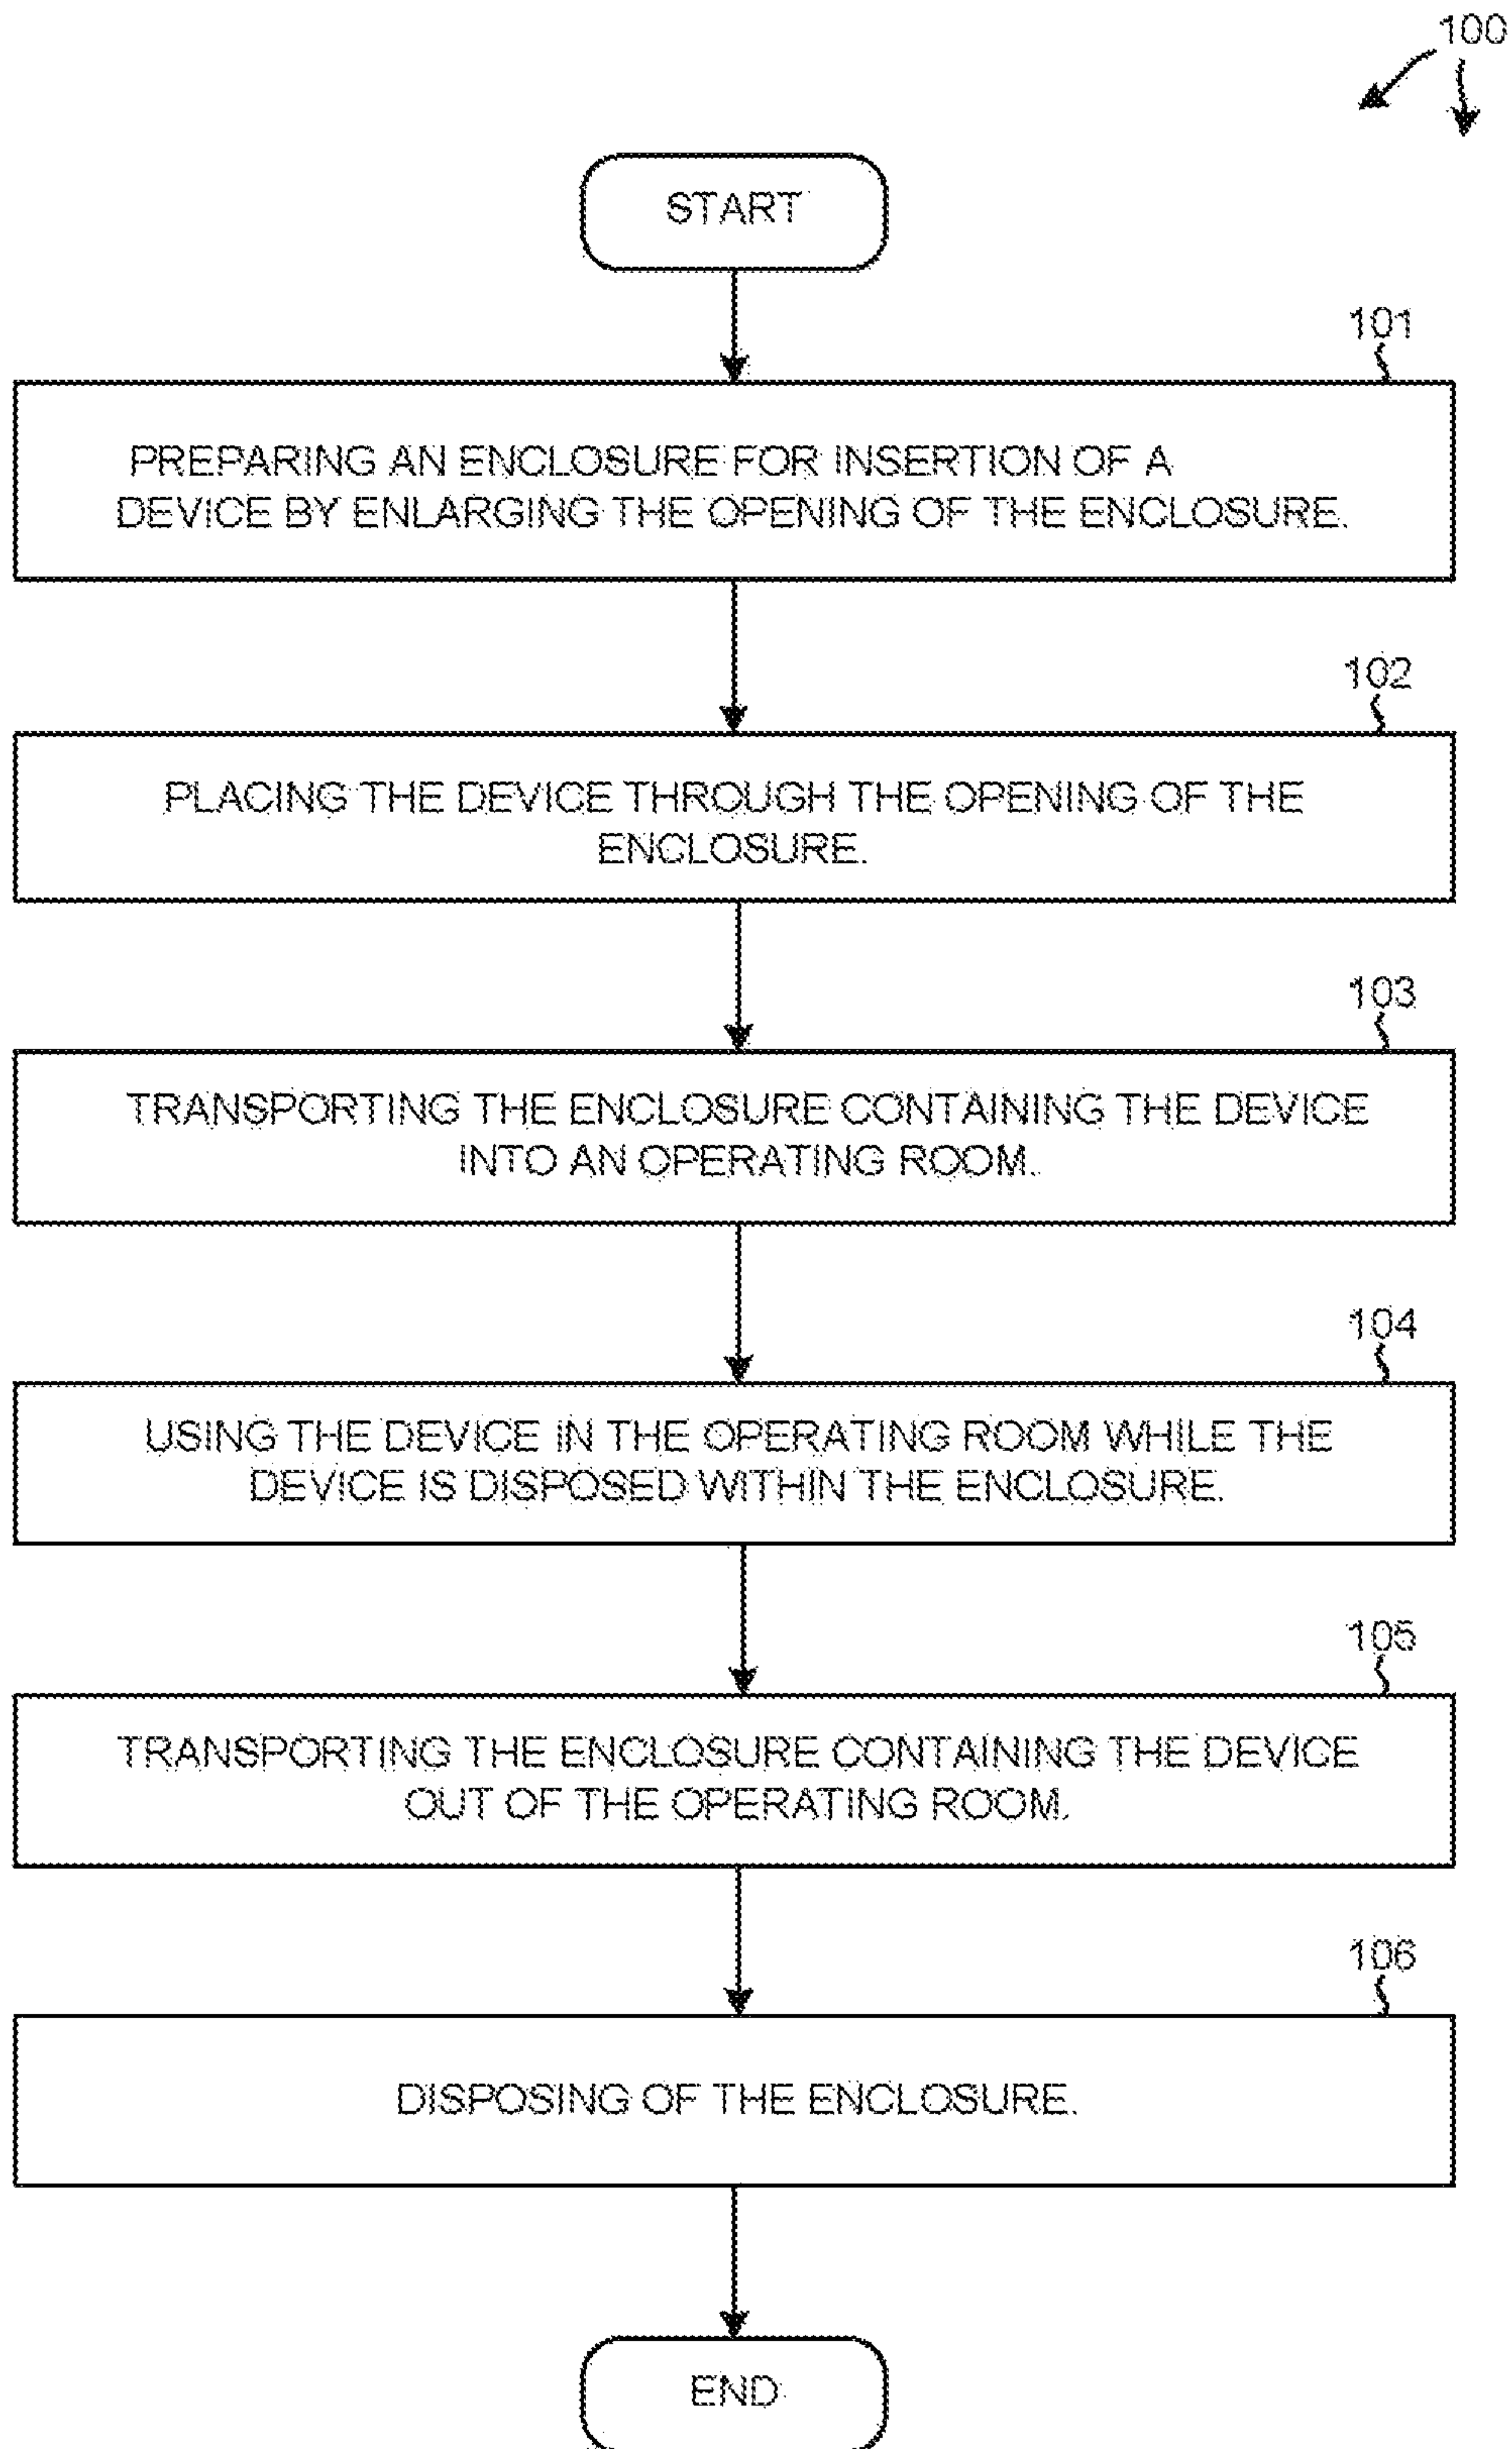 100
START
101
PREPARING AN ENCLOSURE FOR INSERTION OF A
DEVICE BY ENLARGING THE OPENING OF THE ENCLOSURE.
102
PLACING THE DEVICE THROUGH THE OPENING OF THE
ENCLOSURE.
103
TRANSPORTING THE ENCLOSURE CONTAINING THE DEVICE
INTO AN OPERATING ROOM.
104
USING THE DEVICE IN THE OPERATING ROOM WHILE THE
DEVICE IS DISPOSED WITHIN THE ENCLOSURE.
105
TRANSPORTING THE ENCLOSURE CONTAINING THE DEVICE
OUT OF THE OPERATING ROOM.
106
DISPOSING OF THE ENCLOSURE.
END